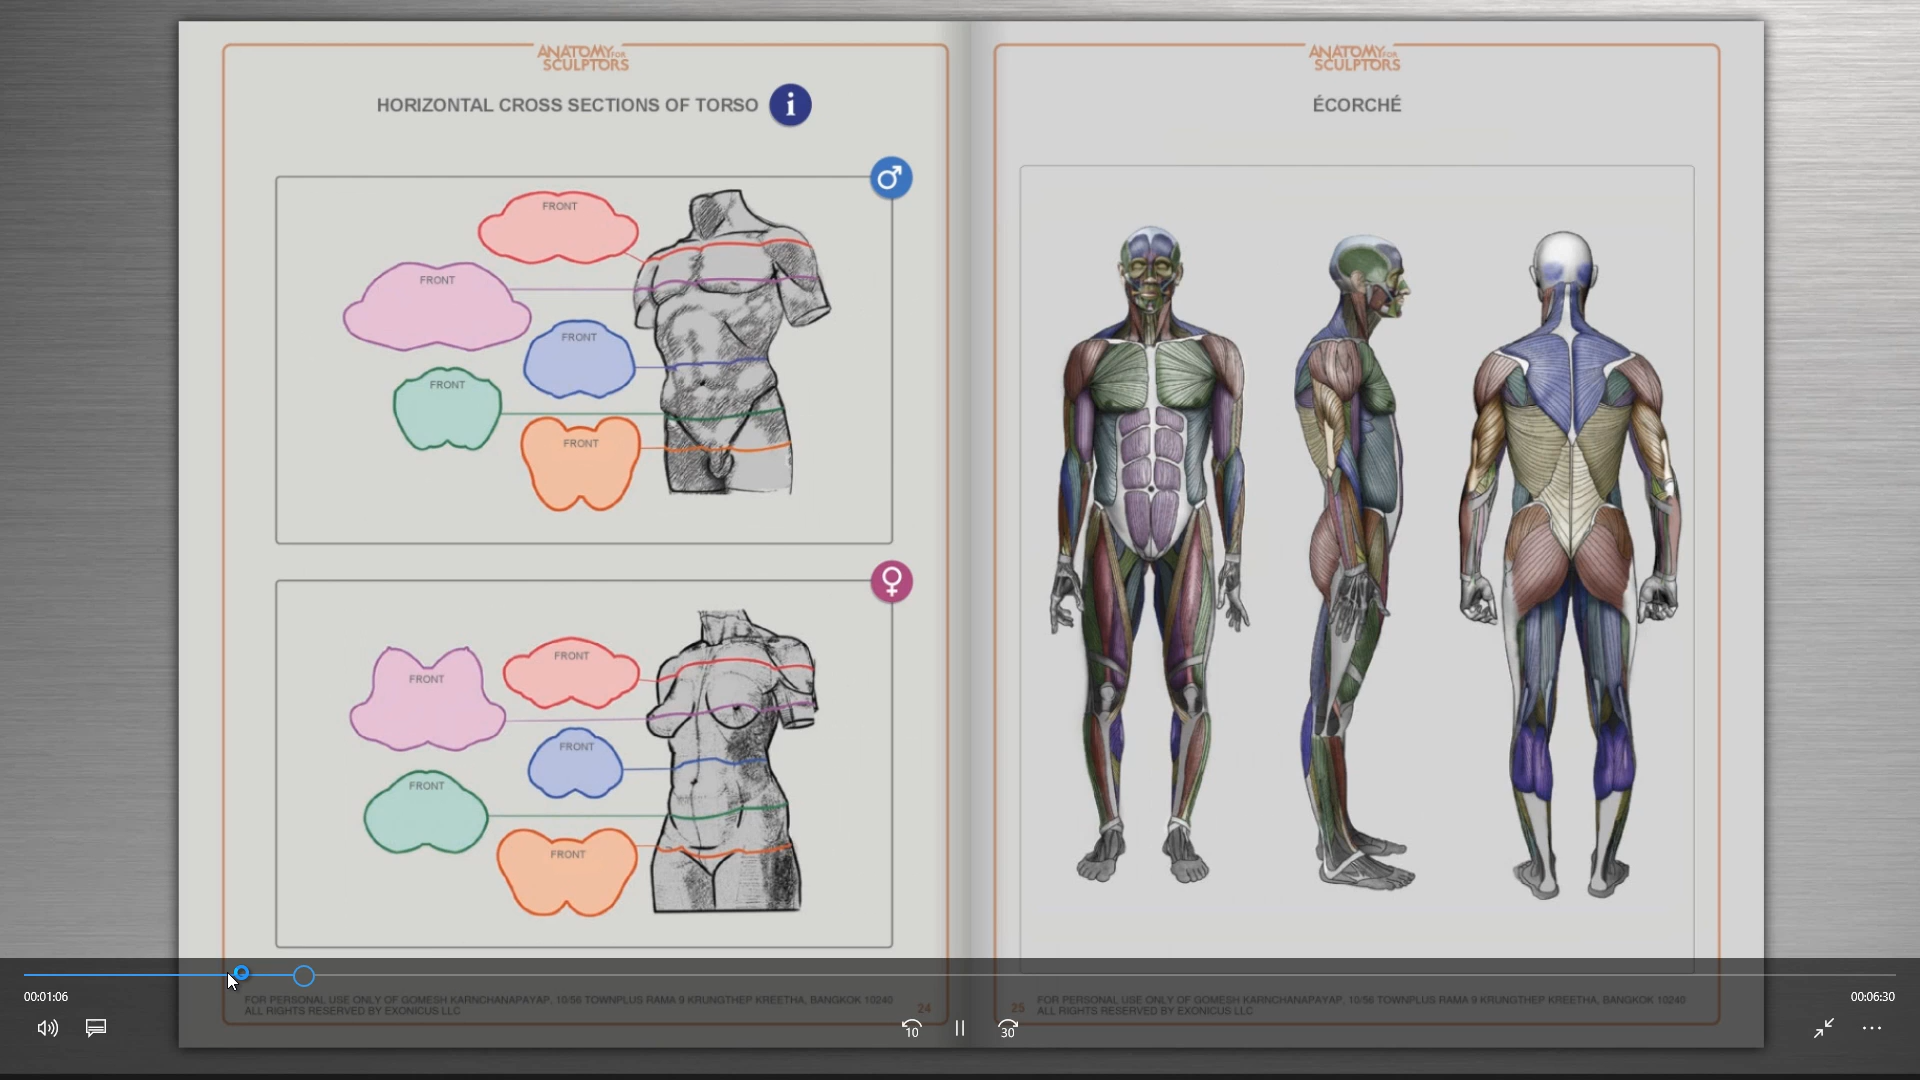 ANATOMY FOR
SCULPTORS
HORIZONTAL CROSS SECTIONS OF TORSO
i
FRONT
FRONT
FRONT
FRONT
FRONT
FRONT
FRONT
FRONT
FRONT
FRONT
FOR PERSONAL USE ONLY OF GOMESH KARNCHANAPAYAP. 10/56 TOWNPLUS RAMA 9 KRUNGTHEP KREETHA, BANGKOK 10240
ALL RIGHTS RESERVED BY EXONICUS LLC
24
ANATOMY FOR
SCULPTORS
ÉCORCHÉ
25
FOR PERSONAL USE ONLY OF GOMESH KARNCHANAPAYAP. 10/56 TOWNPLUS RAMA 9 KRUNGTHEP KREETHA, BANGKOK 10240
ALL RIGHTS RESERVED BY EXONICUS LLC
00:01:06
00:06:30
10
30